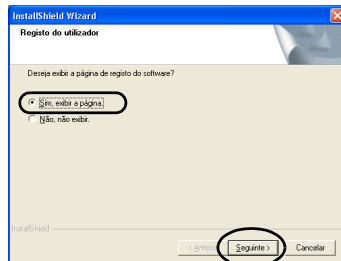 InstallShield Wizard
Registo do utilizador
Deseja exibir a página de registo do software?
Sim, exibir a página.
Não, não exibir.
InstallShield
< Anterior
Seguinte >
Cancelar